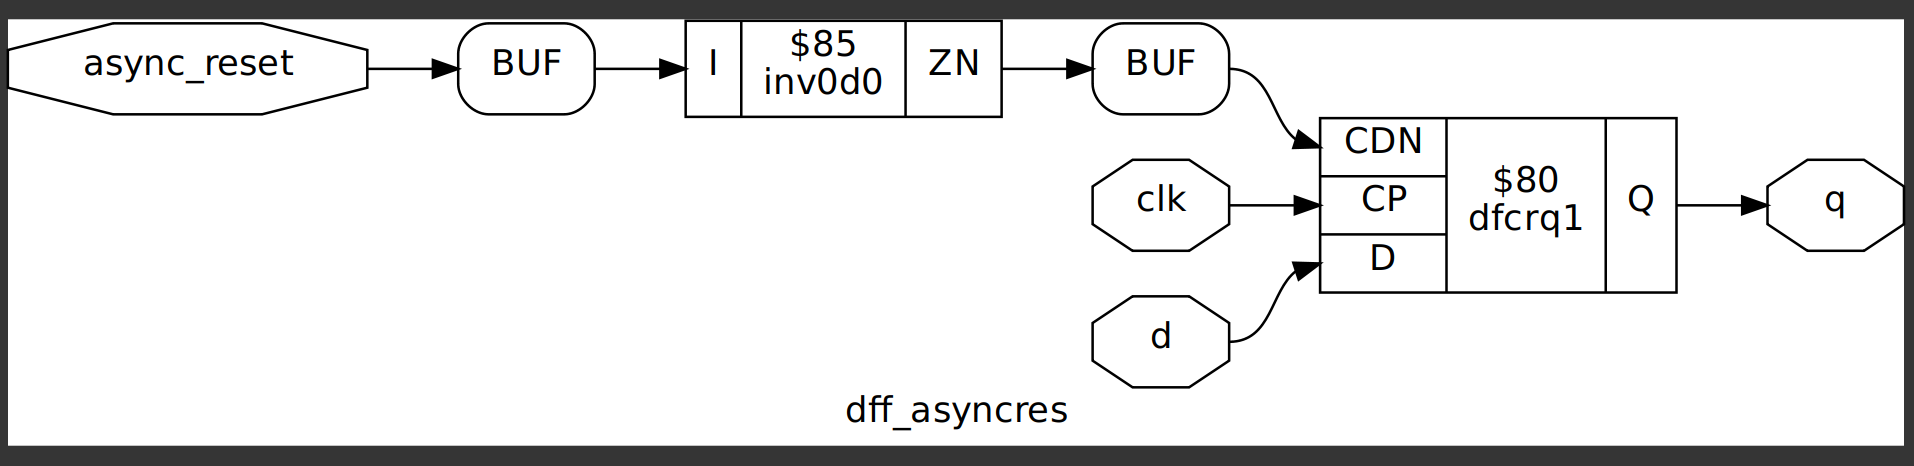 async_reset
BUF
I
$85
inv0d0
ZN
BUF
CDN
CP
D
$80
dfcrq1
Q
clk
q
d
dff_asyncres